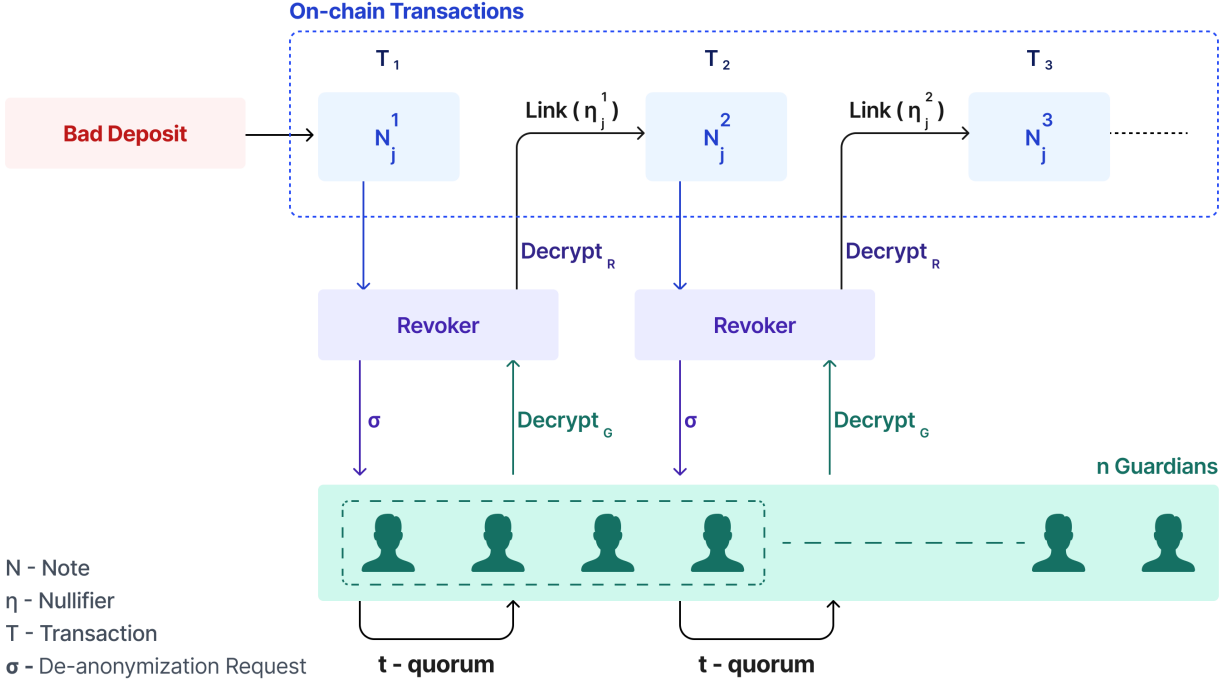 On-chain Transactions
T 1
T 2
T 3
Bad Deposit
N j 1
Link ( η j 1 )
N j 2
Link ( η j 2 )
N j 3
Decrypt R
Decrypt R
Revoker
Revoker
σ
Decrypt G
σ
Decrypt G
n Guardians
N - Note
η - Nullifier
T - Transaction
σ - De-anonymization Request
t - quorum
t - quorum